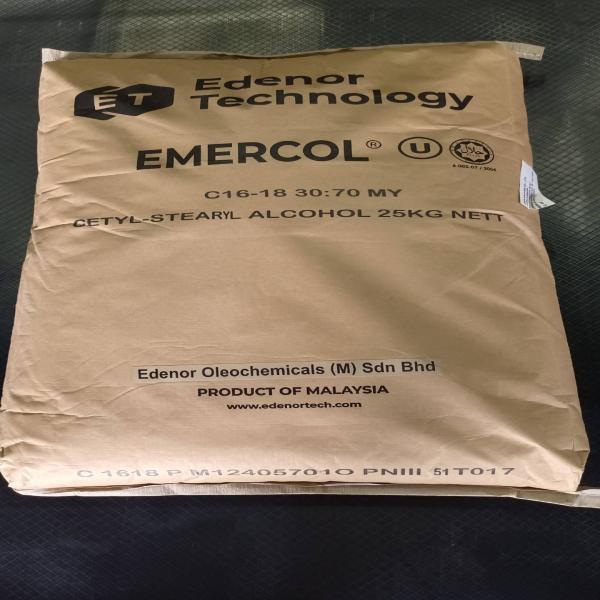 ET
Edenor
Technology
EMERCOL® U
C16-18 30:70 MY
CETYL-STEARYL ALCOHOL 25KG NETT
Edenor Oleochemicals (M) Sdn Bhd
PRODUCT OF MALAYSIA
www.edenortech.com
C 1618 P M12405701O PNIII 51T017